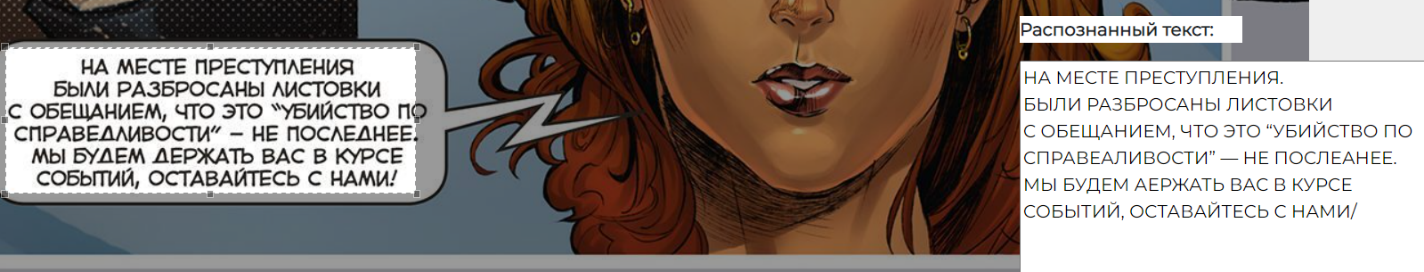 НА МЕСТЕ ПРЕСТУПЛЕНИЯ
БЫЛИ РАЗБРОСАНЫ ЛИСТОВКИ
С ОБЕЩАНИЕМ, ЧТО ЭТО “УБИЙСТВО ПО
СПРАВЕДЛИВОСТИ” – НЕ ПОСЛЕДНЕЕ.
МЫ БУДЕМ ДЕРЖАТЬ ВАС В КУРСЕ
СОБЫТИЙ, ОСТАВАЙТЕСЬ С НАМИ!
Распознанный текст:
НА МЕСТЕ ПРЕСТУПЛЕНИЯ.
БЫЛИ РАЗБРОСАНЫ ЛИСТОВКИ
С ОБЕЩАНИЕМ, ЧТО ЭТО “УБИЙСТВО ПО
СПРАВЕАЛИВОСТИ” — НЕ ПОСЛЕАНЕЕ.
МЫ БУДЕМ АЕРЖАТЬ ВАС В КУРСЕ
СОБЫТИЙ, ОСТАВАЙТЕСЬ С НАМИ/